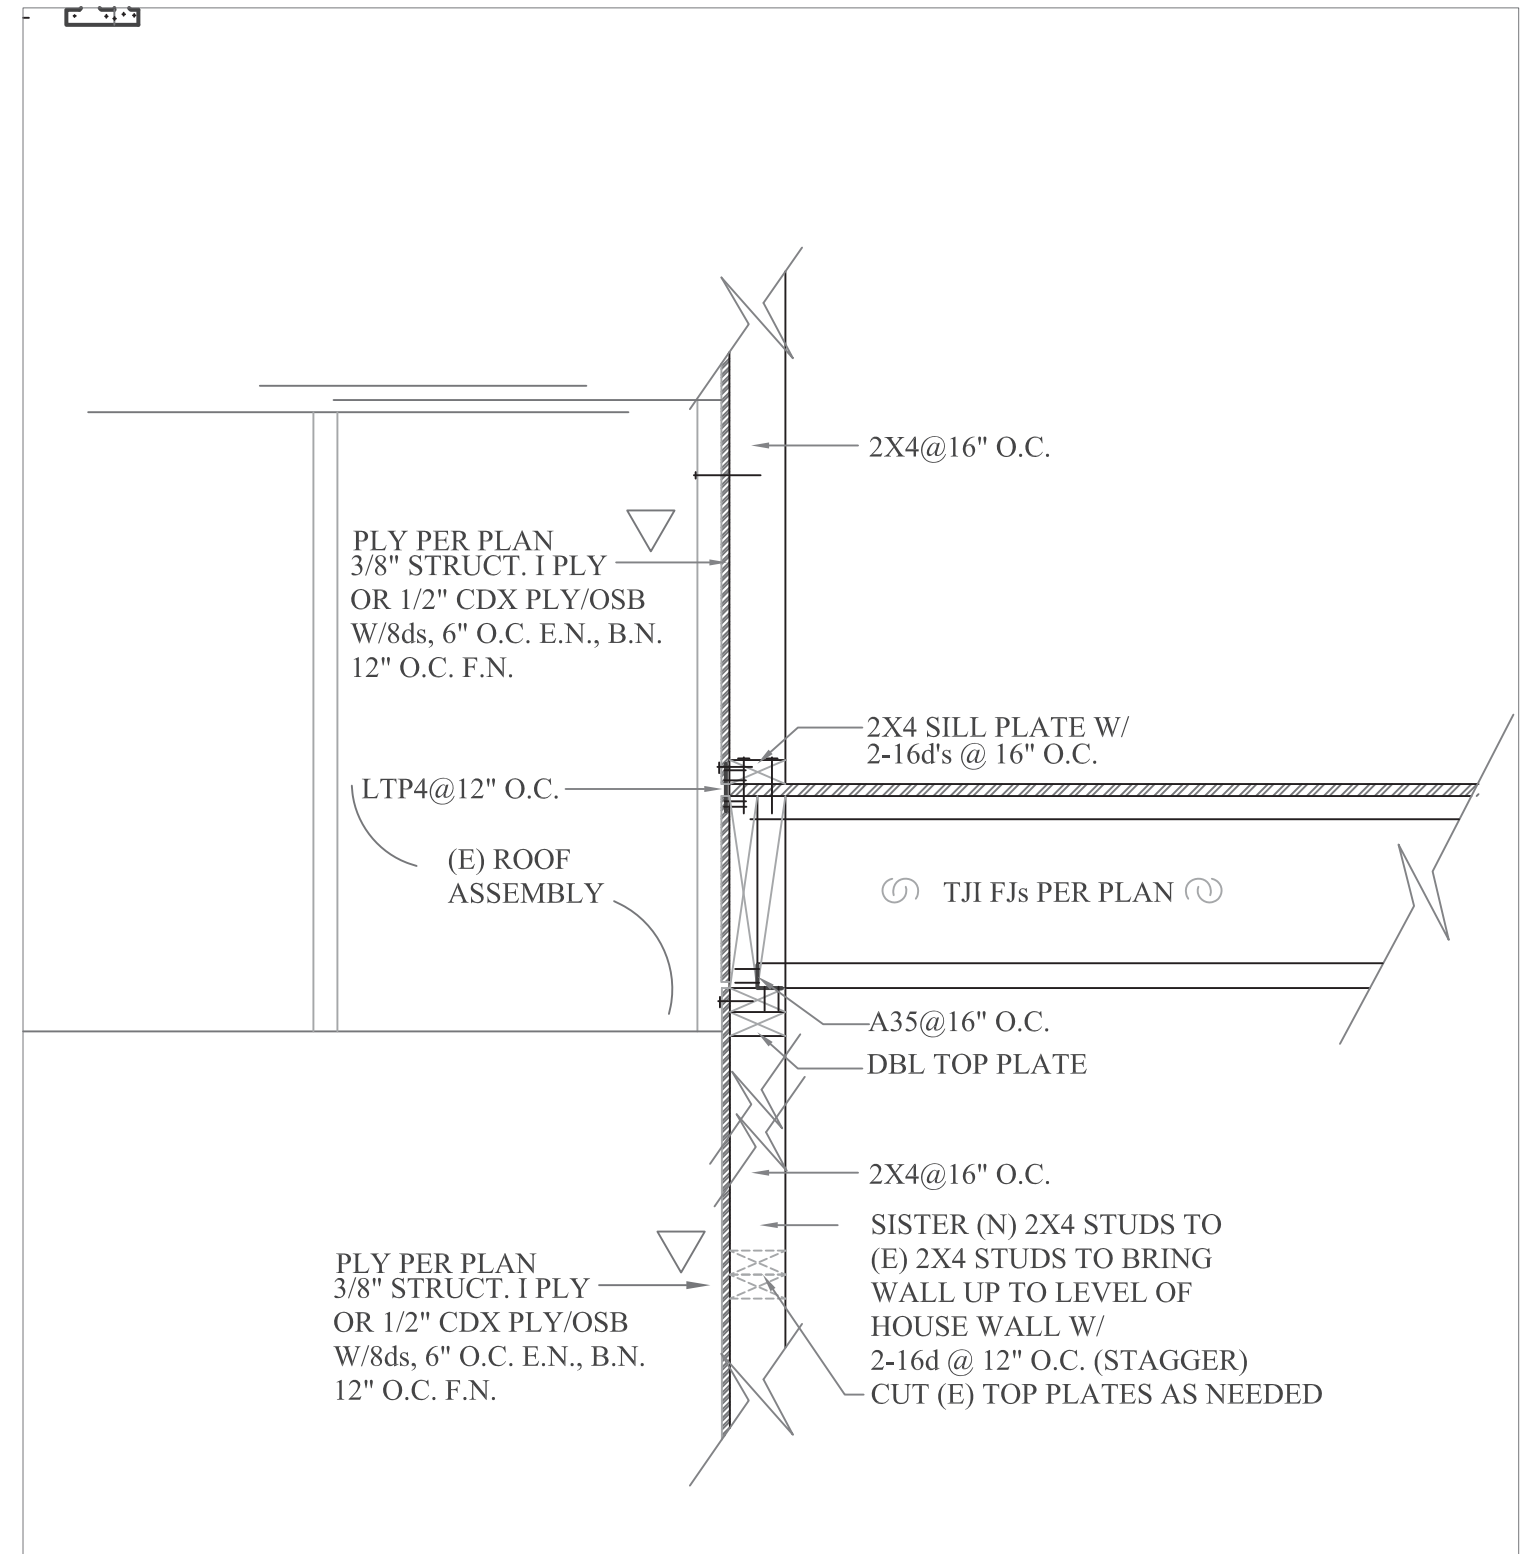 2X4@16" O.C.
PLY PER PLAN
3/8" STRUCT. I PLY
OR 1/2" CDX PLY/OSB
W/8ds, 6" O.C. E.N., B.N.
12" O.C. F.N.
2X4 SILL PLATE W/
2-16d's @ 16" O.C.
LTP4@12" O.C.
(E) ROOF
ASSEMBLY
TJI FJs PER PLAN
A35@16" O.C.
DBL TOP PLATE
2X4@16" O.C.
SISTER (N) 2X4 STUDS TO
(E) 2X4 STUDS TO BRING
WALL UP TO LEVEL OF
HOUSE WALL W/
2-16d @ 12" O.C. (STAGGER)
CUT (E) TOP PLATES AS NEEDED
PLY PER PLAN
3/8" STRUCT. I PLY
OR 1/2" CDX PLY/OSB
W/8ds, 6" O.C. E.N., B.N.
12" O.C. F.N.